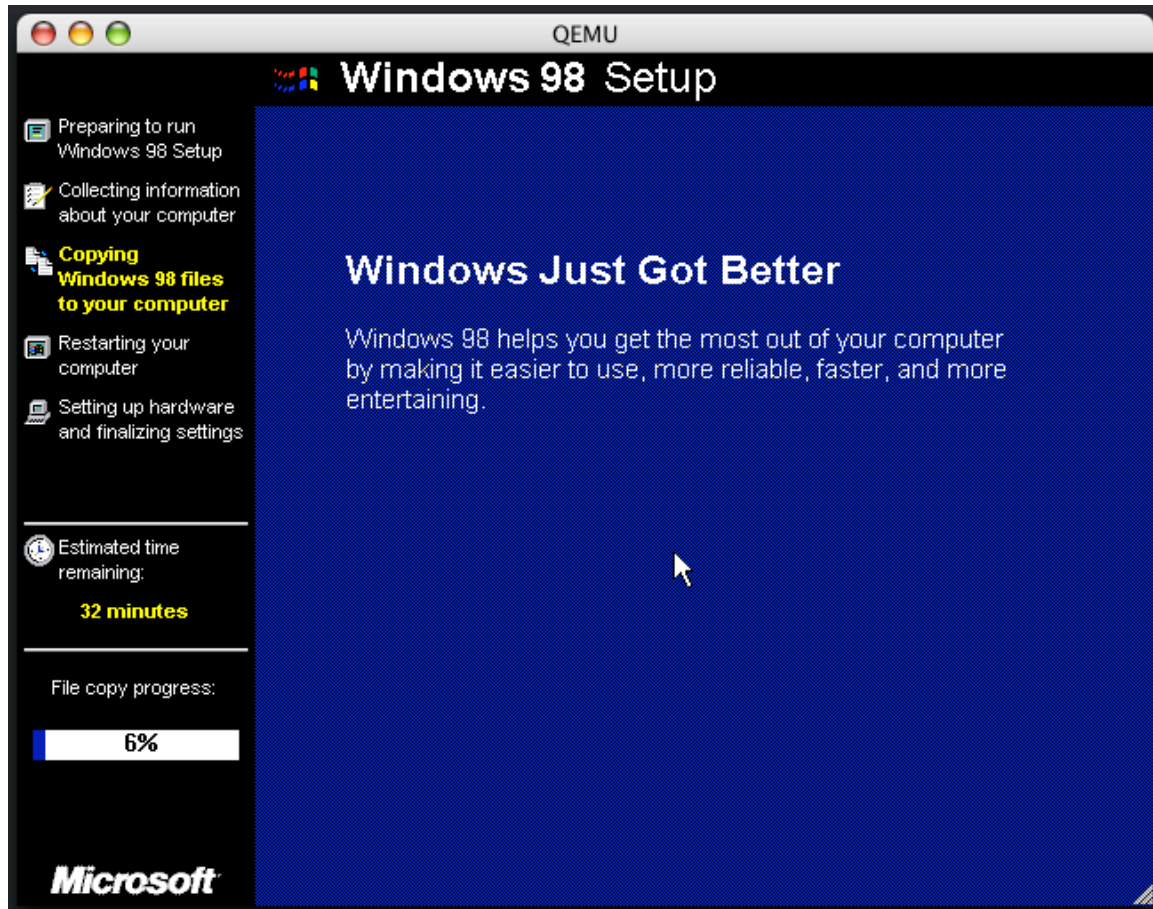 QEMU
Windows 98 Setup
Preparing to run
Windows 98 Setup
Collecting information
about your computer
Copying
Windows 98 files
to your computer
Restarting your
computer
Setting up hardware
and finalizing settings
Estimated time
remaining:
32 minutes
File copy progress:
6%
Microsoft
Windows Just Got Better
Windows 98 helps you get the most out of your computer
by making it easier to use, more reliable, faster, and more
entertaining.